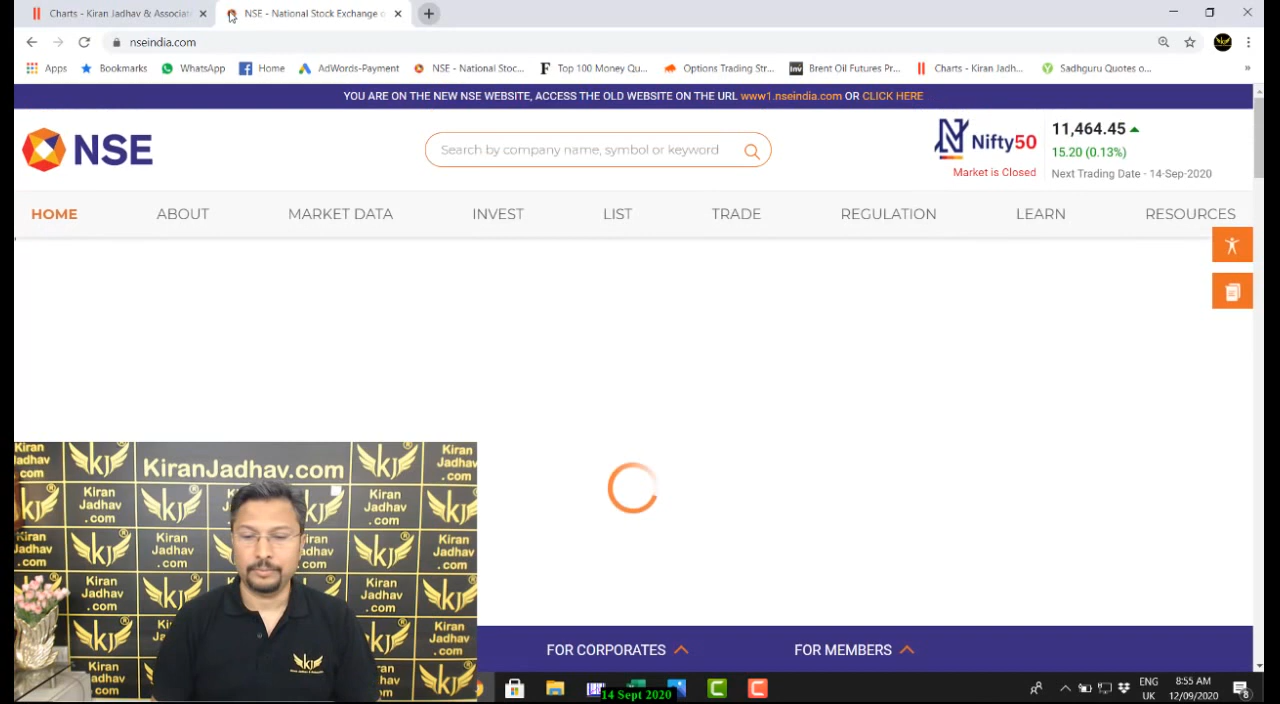 Charts - Kiran Jadhav & Associat
NSE - National Stock Exchange o
nseindia.com
Apps
Bookmarks
WhatsApp
Home
AdWords-Payment
NSE - National Stoc...
Top 100 Money Qu...
Options Trading Str...
Inv
Brent Oil Futures Pr...
Charts - Kiran Jadh...
Sadhguru Quotes o...
YOU ARE ON THE NEW NSE WEBSITE, ACCESS THE OLD WEBSITE ON THE URL www1.nseindia.com OR CLICK HERE
NSE
Search by company name, symbol or keyword
Nifty50
Market is Closed
11,464.45
15.20 (0.13%)
Next Trading Date - 14-Sep-2020
HOME
ABOUT
MARKET DATA
INVEST
LIST
TRADE
REGULATION
LEARN
RESOURCES
KiranJadhav.com
Kiran
Jadhav
.com
KJ
FOR CORPORATES
FOR MEMBERS
14 Sept 2020
ENG
UK
8:55 AM
12/09/2020
8